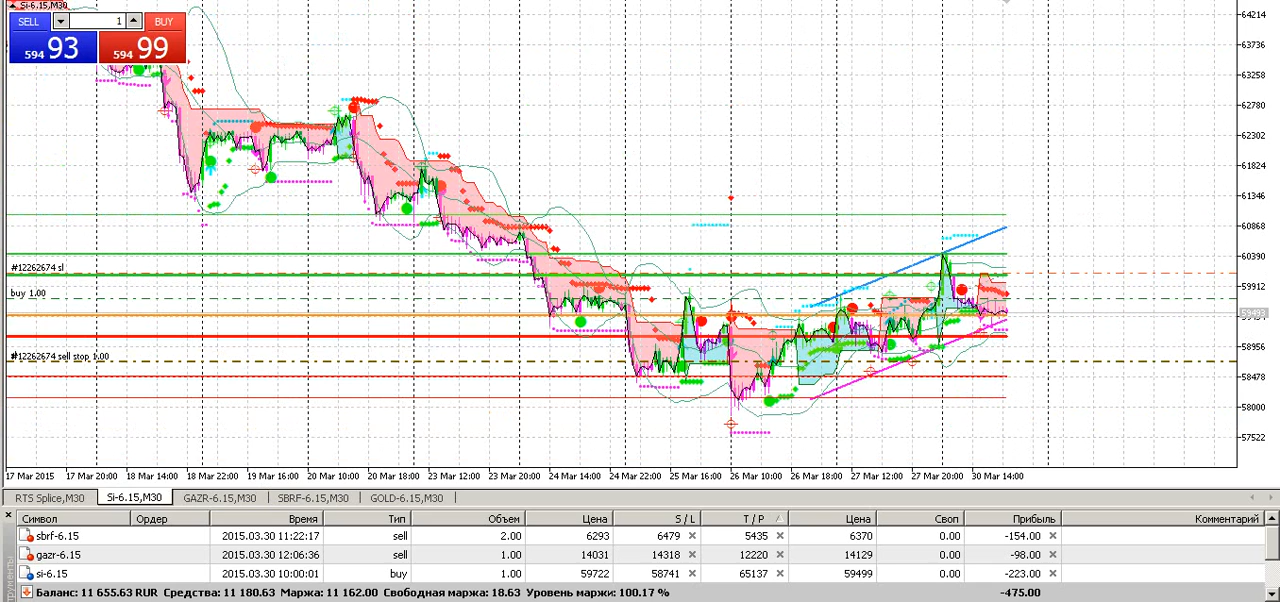 Si-6.15,M30
SELL 1 BUY
594 93 594 99
64214
63736
63258
62780
62302
61824
61346
60868
#12262674 sl
60390
buy 1.00
59912
59493
#12262674 sell stop 1.00
58956
58478
58000
57522
17 Mar 2015 17 Mar 20:00 18 Mar 14:00 18 Mar 22:00 19 Mar 16:00 20 Mar 10:00 20 Mar 18:00 23 Mar 12:00 23 Mar 20:00 24 Mar 14:00 24 Mar 22:00 25 Mar 16:00 26 Mar 10:00 26 Mar 18:00 27 Mar 12:00 27 Mar 20:00 30 Mar 14:00
RTS Splice,M30 Si-6.15,M30 GAZR-6.15,M30 SBRF-6.15,M30 GOLD-6.15,M30
Символ Ордер Время Тип Объем Цена S / L T / P Цена Своп Прибыль Комментарий
sbrf-6.15 2015.03.30 11:22:17 sell 2.00 6293 6479 5435 6370 0.00 -154.00
gazr-6.15 2015.03.30 12:06:36 sell 1.00 14031 14318 12220 14129 0.00 -98.00
si-6.15 2015.03.30 10:00:01 buy 1.00 59722 58741 65137 59499 0.00 -223.00
Баланс: 11 655.63 RUR Средства: 11 180.63 Маржа: 11 162.00 Свободная маржа: 18.63 Уровень маржи: 100.17 % -475.00